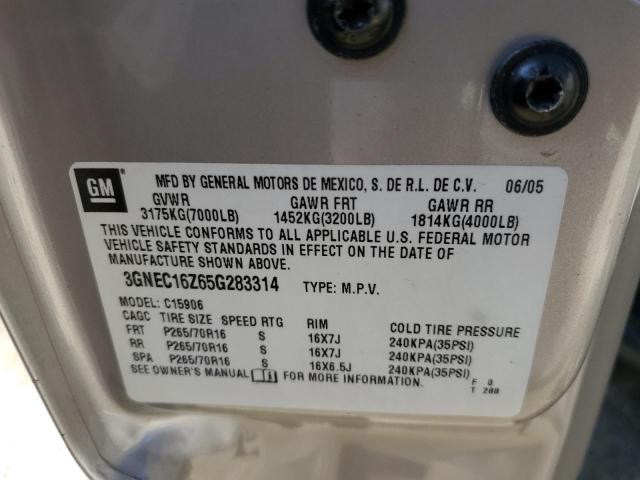 GM
MFD BY GENERAL MOTORS DE MEXICO, S. DE R.L. DE C.V. 06/05
GVWR GAWR FRT GAWR RR
3175KG(7000LB) 1452KG(3200LB) 1814KG(4000LB)
THIS VEHICLE CONFORMS TO ALL APPLICABLE U.S. FEDERAL MOTOR
VEHICLE SAFETY STANDARDS IN EFFECT ON THE DATE OF
MANUFACTURE SHOWN ABOVE.
3GNEC16Z65G283314 TYPE: M.P.V.
MODEL: C15906
CAGC TIRE SIZE SPEED RTG RIM COLD TIRE PRESSURE
FRT P265/70R16 S 16X7J 240KPA(35PSI)
RR P265/70R16 S 16X7J 240KPA(35PSI)
SPA P265/70R16 S 16X6.5J 240KPA(35PSI)
SEE OWNER'S MANUAL FOR MORE INFORMATION.
F 0
T 288